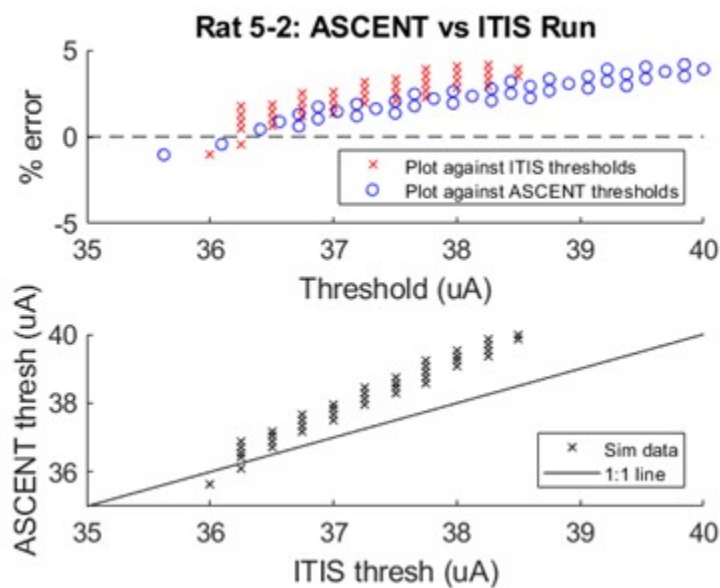 Rat 5-2: ASCENT vs ITIS Run
5
0
-5
% error
Plot against ITIS thresholds
Plot against ASCENT thresholds
35 36 37 38 39 40
Threshold (uA)
40
38
36
ASCENT thresh (uA)
Sim data
1:1 line
35 36 37 38 39 40
ITIS thresh (uA)